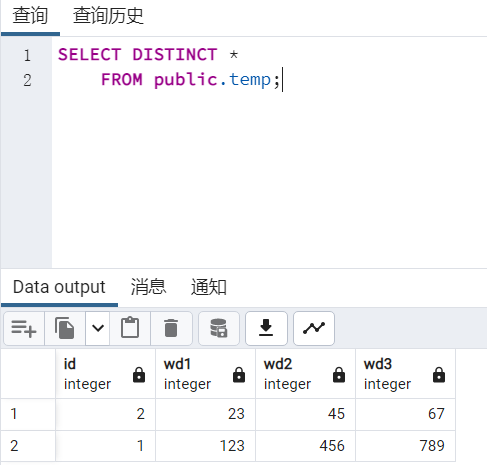 查询 查询历史
1 SELECT DISTINCT *
2 FROM public.temp;
Data output 消息 通知
id wd1 wd2 wd3
integer integer integer integer
1 2 23 45 67
2 1 123 456 789